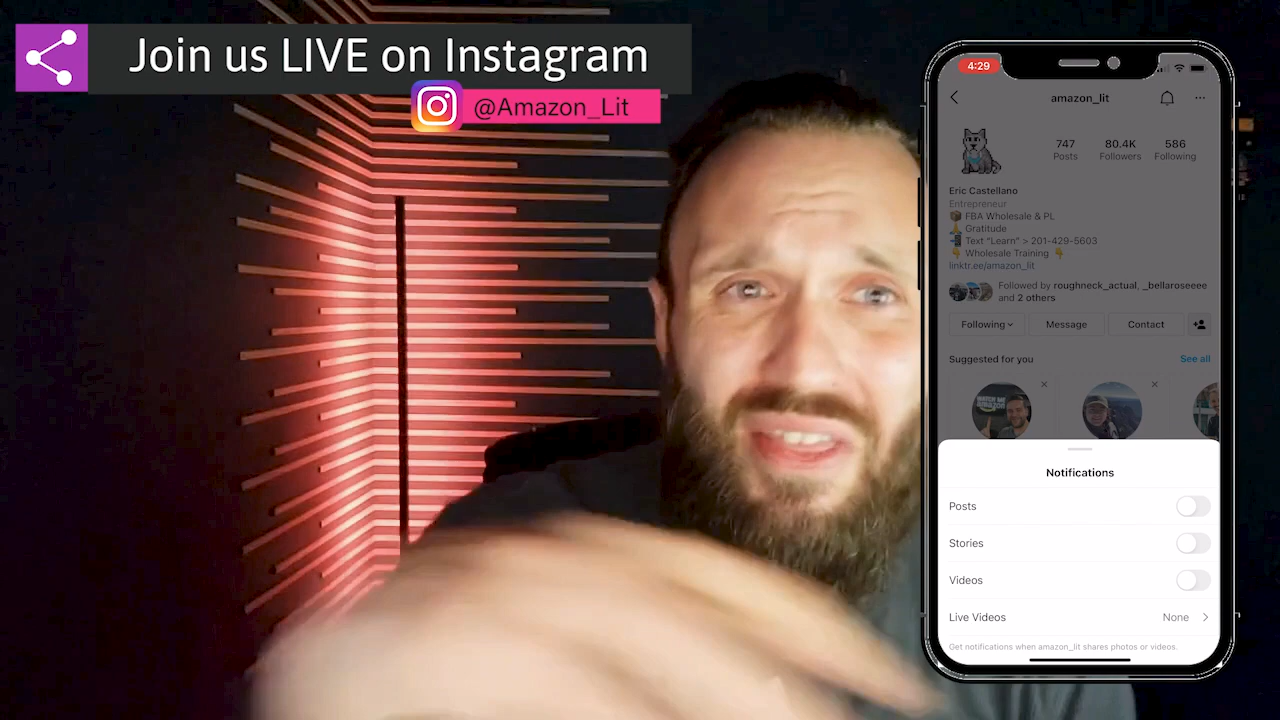 Join us LIVE on Instagram
@Amazon_Lit
4:29
amazon_lit
747 80.4K 586
Posts Followers Following
Eric Castellano
Entrepreneur
📦 FBA Wholesale & PL
🙏 Gratitude
📲 Text “Learn” > 201-429-5603
👇 Wholesale Training 👇
linktr.ee/amazon_lit
Followed by roughneck_actual, _bellaroseeee
and 2 others
Following Message Contact
Suggested for you See all
WATCH ME
AMAZON
Notifications
Posts
Stories
Videos
Live Videos None
Get notifications when amazon_lit shares photos or videos.